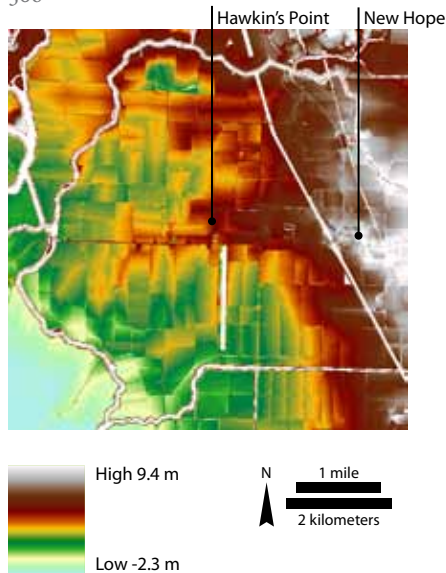 Hawkin's Point New Hope
High 9.4 m
Low -2.3 m
N
1 mile
2 kilometers